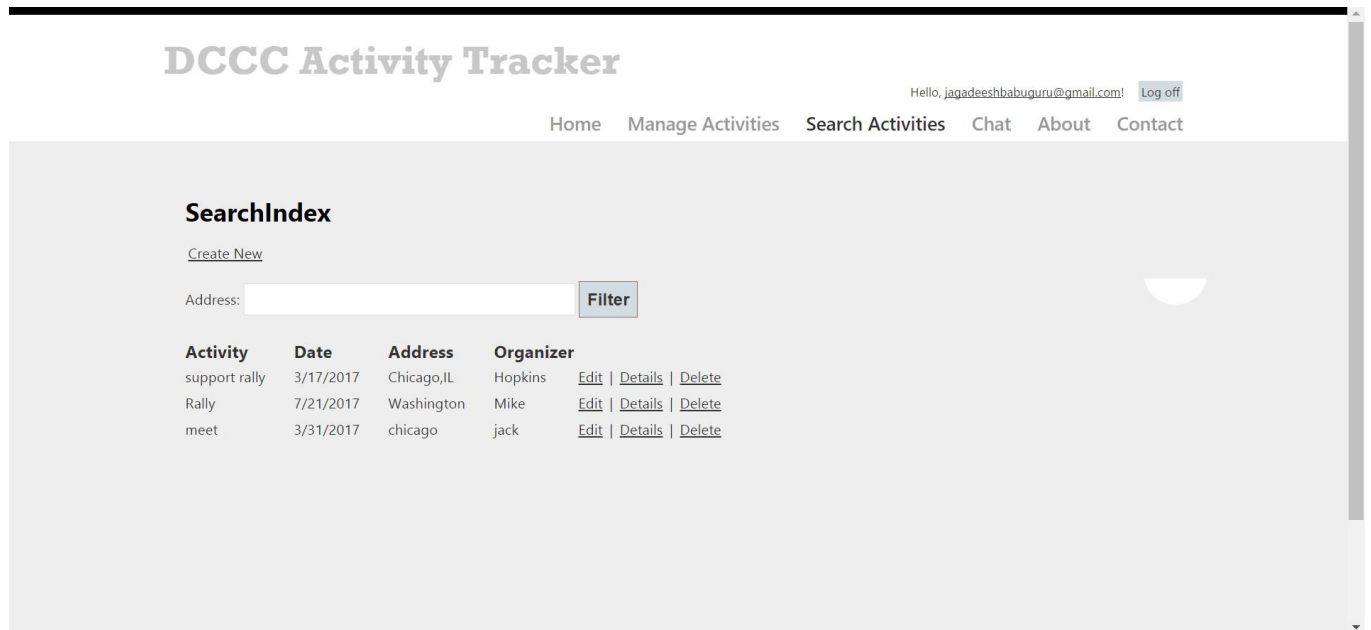 DCCC Activity Tracker
Hello, jagadeeshbabuguru@gmail.com! Log off
Home Manage Activities Search Activities Chat About Contact
SearchIndex
Create New
Address: Filter
Activity Date Address Organizer
support rally 3/17/2017 Chicago,IL Hopkins Edit | Details | Delete
Rally 7/21/2017 Washington Mike Edit | Details | Delete
meet 3/31/2017 chicago jack Edit | Details | Delete